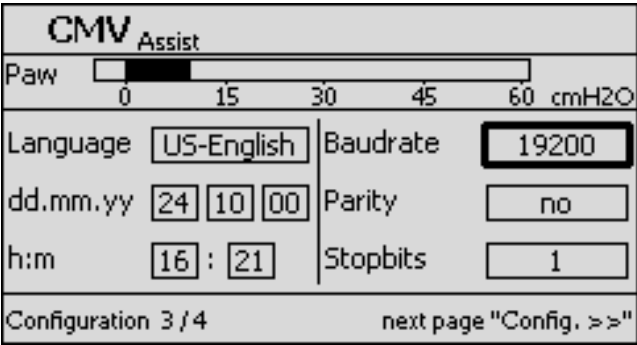 CMV Assist
Paw
0 15 30 45 60 cmH2O
Language US-English Baudrate 19200
dd.mm.yy 24 10 00 Parity no
h:m 16 : 21 Stopbits 1
Configuration 3/4 next page "Config. >>"